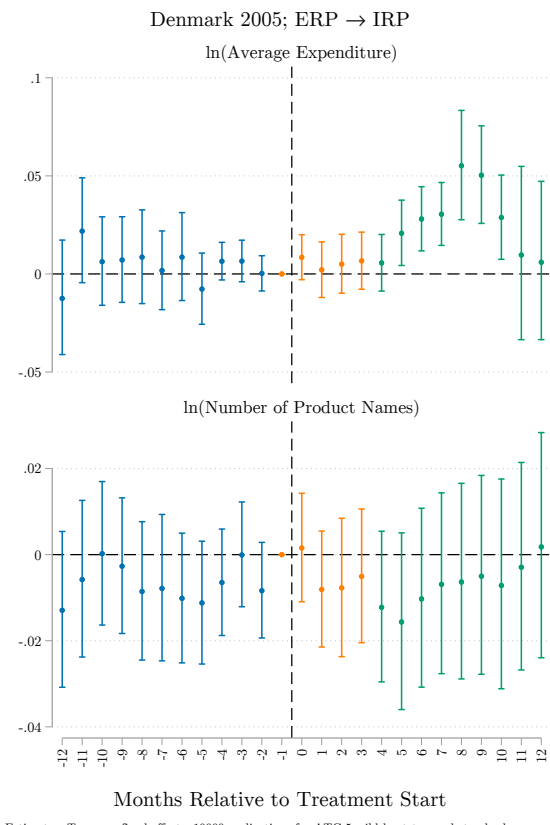 Denmark 2005; ERP → IRP
ln(Average Expenditure)
.1
.05
0
-.05
ln(Number of Product Names)
.02
0
-.02
-.04
-12 -11 -10 -9 -8 -7 -6 -5 -4 -3 -2 -1 0 1 2 3 4 5 6 7 8 9 10 11 12
Months Relative to Treatment Start